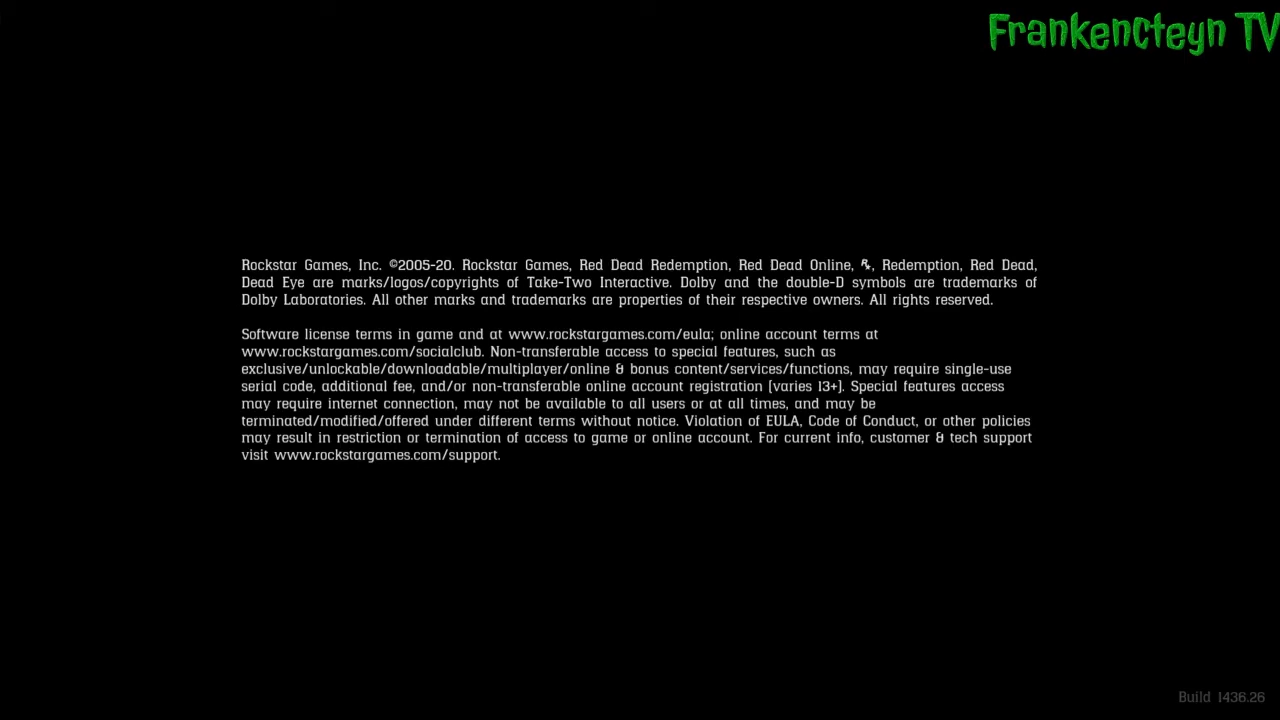 FrankenCteyn TV
Rockstar Games, Inc. ©2005-20. Rockstar Games, Red Dead Redemption, Red Dead Online, R*, Redemption, Red Dead,
Dead Eye are marks/logos/copyrights of Take-Two Interactive. Dolby and the double-D symbols are trademarks of
Dolby Laboratories. All other marks and trademarks are properties of their respective owners. All rights reserved.
Software license terms in game and at www.rockstargames.com/eula; online account terms at
www.rockstargames.com/socialclub. Non-transferable access to special features, such as
exclusive/unlockable/downloadable/multiplayer/online & bonus content/services/functions, may require single-use
serial code, additional fee, and/or non-transferable online account registration [varies 13+]. Special features access
may require internet connection, may not be available to all users or at all times, and may be
terminated/modified/offered under different terms without notice. Violation of EULA, Code of Conduct, or other policies
may result in restriction or termination of access to game or online account. For current info, customer & tech support
visit www.rockstargames.com/support.
Build 1436.26